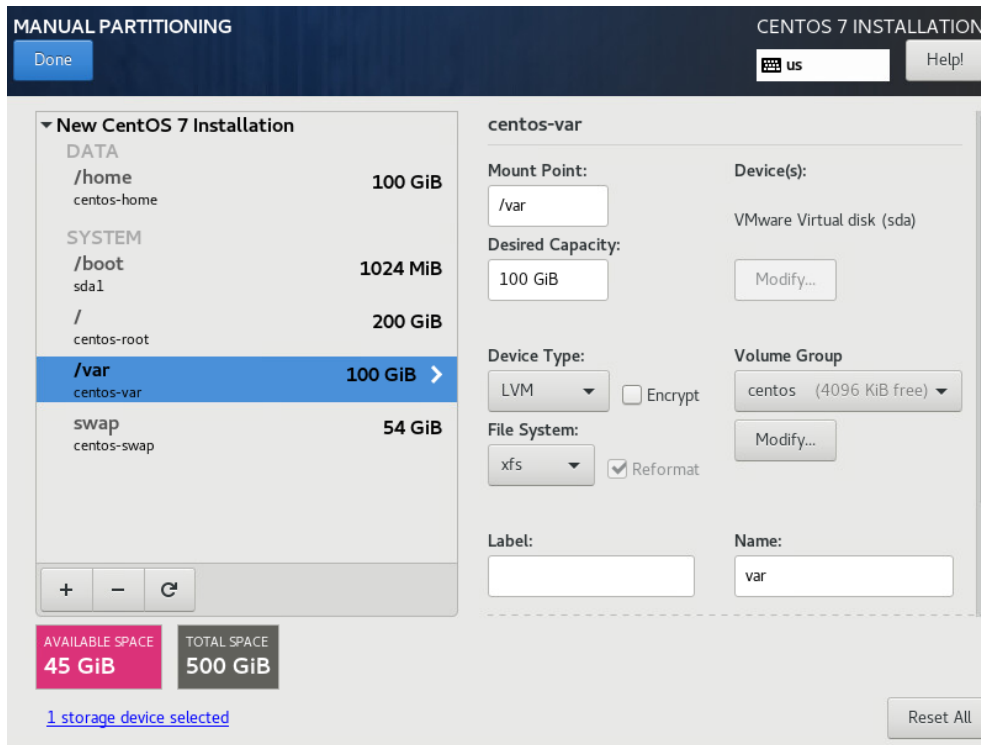 MANUAL PARTITIONING
CENTOS 7 INSTALLATION
Done
us
Help!
New CentOS 7 Installation
DATA
/home
100 GiB
centos-home
SYSTEM
/boot
1024 MiB
sda1
/
200 GiB
centos-root
/var
100 GiB
centos-var
swap
54 GiB
centos-swap
+ −
AVAILABLE SPACE
45 GiB
TOTAL SPACE
500 GiB
1 storage device selected
centos-var
Mount Point:
/var
Desired Capacity:
100 GiB
Device(s):
VMware Virtual disk (sda)
Modify...
Device Type:
LVM
Encrypt
Volume Group
centos (4096 KiB free)
Modify...
File System:
xfs
Reformat
Label:
Name:
var
Reset All